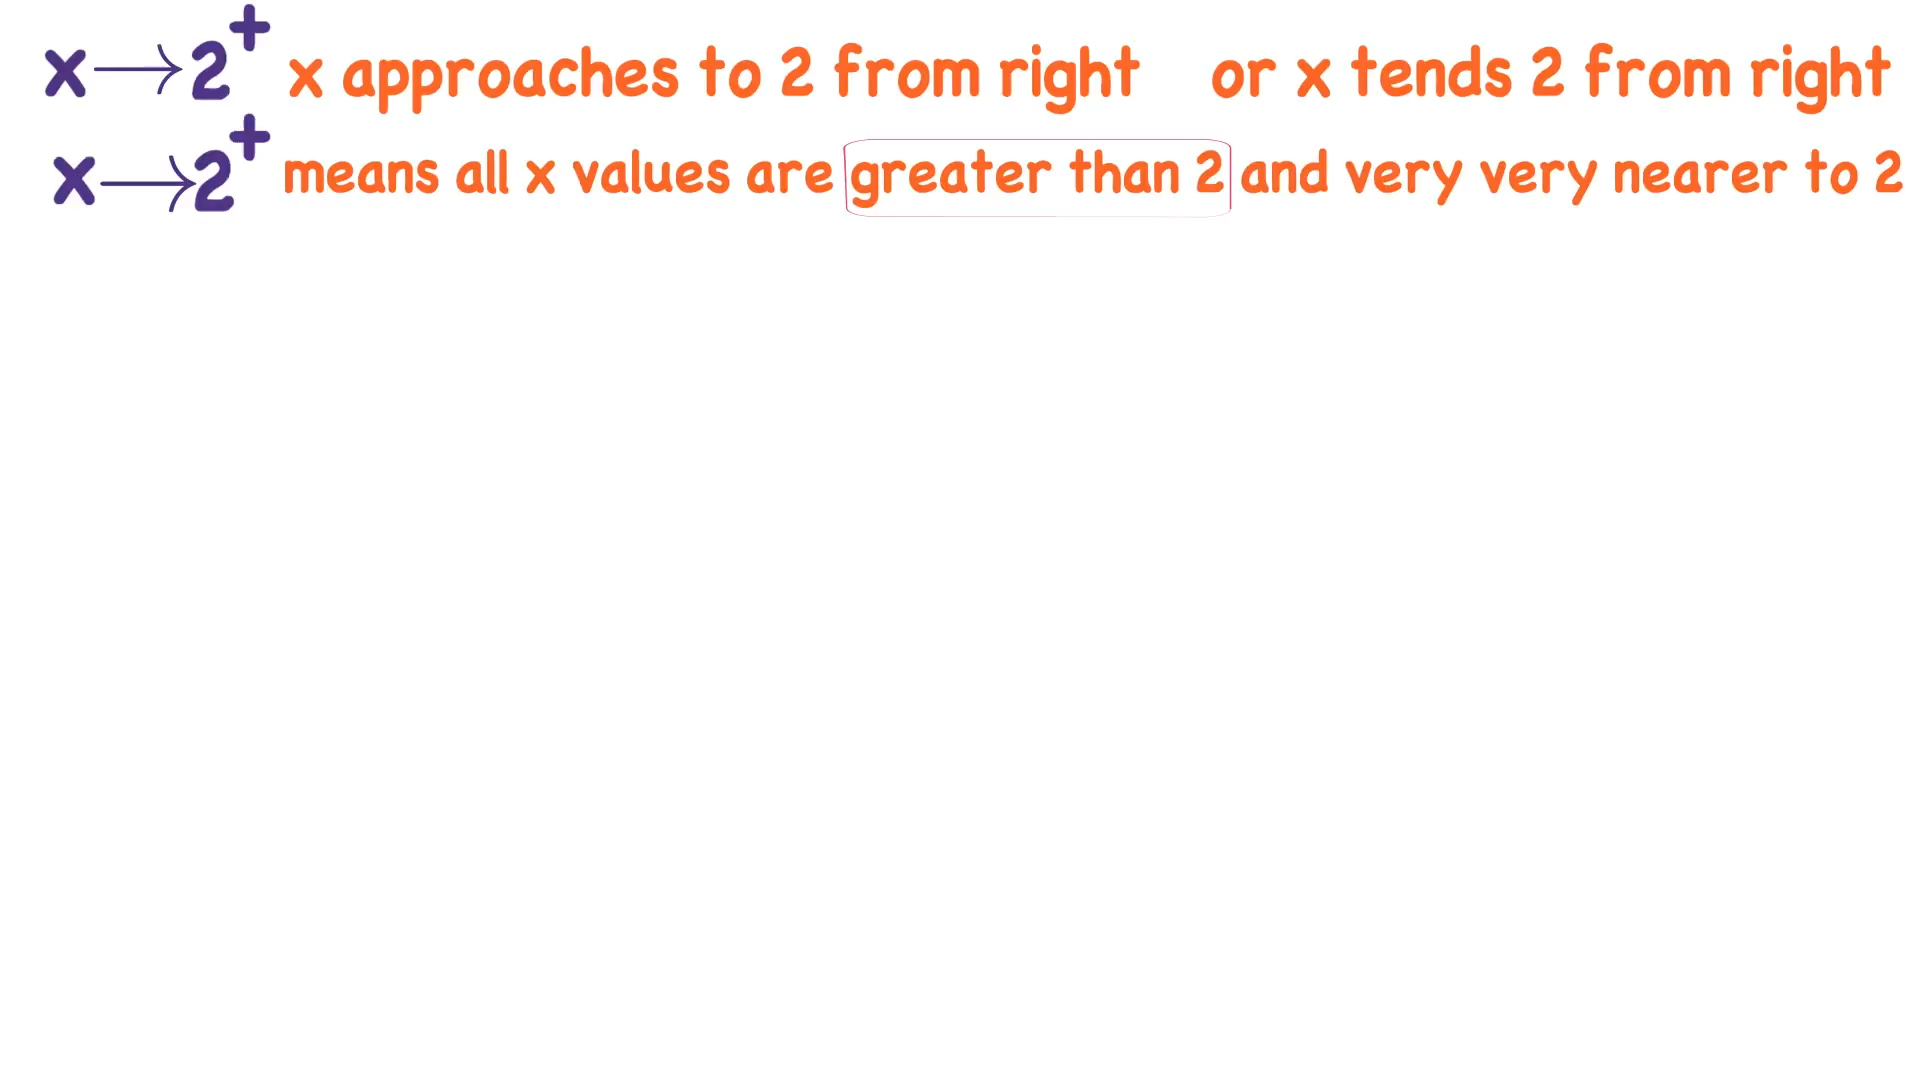 x→2⁺ x approaches to 2 from right or x tends 2 from right
x→2⁺ means all x values are greater than 2 and very very nearer to 2